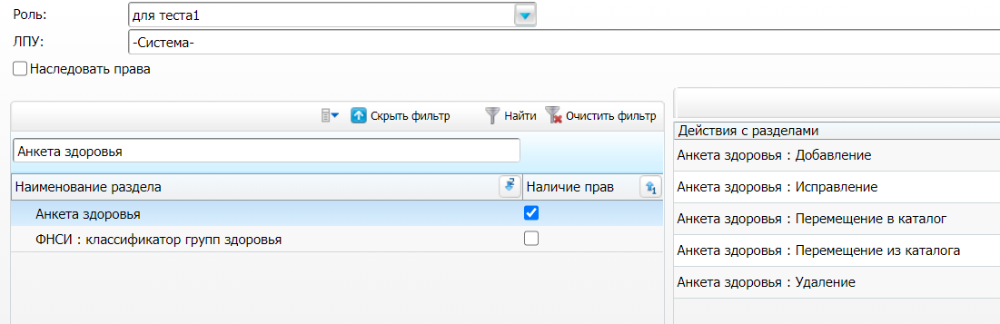 Роль: для теста1
ЛПУ: -Система-
Наследовать права
Скрыть фильтр Найти Очистить фильтр
Анкета здоровья
Наименование раздела 2 Наличие прав 1
Анкета здоровья
ФНСИ : классификатор групп здоровья
Действия с разделами
Анкета здоровья : Добавление
Анкета здоровья : Исправление
Анкета здоровья : Перемещение в каталог
Анкета здоровья : Перемещение из каталога
Анкета здоровья : Удаление